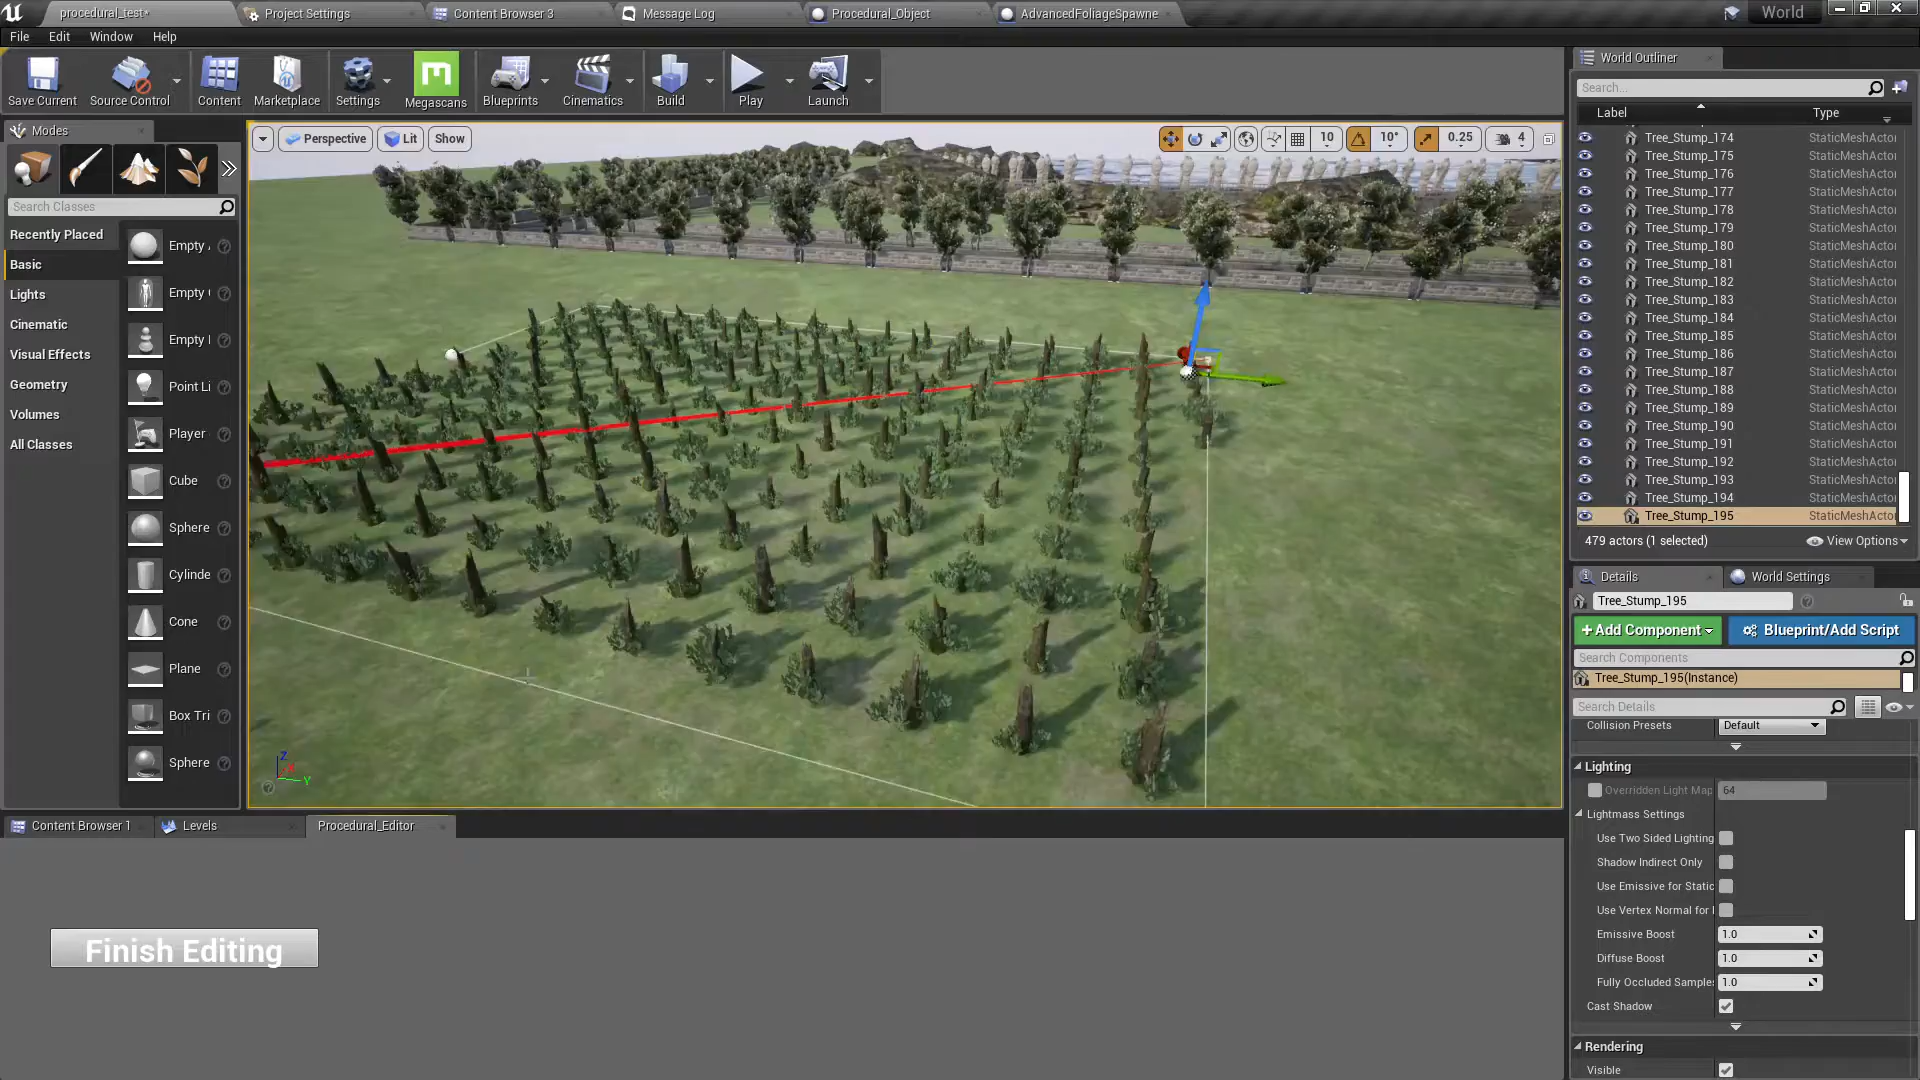 procedural_test*
Project Settings
Content Browser 3
Message Log
Procedural_Object
AdvancedFoliageSpawne
World
File
Edit
Window
Help
Save Current
Source Control
Content
Marketplace
Settings
Megascans
Blueprints
Cinematics
Build
Play
Launch
Modes
Search Classes
Recently Placed
Basic
Lights
Cinematic
Visual Effects
Geometry
Volumes
All Classes
Empty
Empty
Empty
Point Li
Player
Cube
Sphere
Cylinde
Cone
Plane
Box Tri
Sphere
Perspective
Lit
Show
10
10°
0.25
4
Z
Y
World Outliner
Search...
Label
Type
Tree_Stump_174 StaticMeshActor
Tree_Stump_175 StaticMeshActor
Tree_Stump_176 StaticMeshActor
Tree_Stump_177 StaticMeshActor
Tree_Stump_178 StaticMeshActor
Tree_Stump_179 StaticMeshActor
Tree_Stump_180 StaticMeshActor
Tree_Stump_181 StaticMeshActor
Tree_Stump_182 StaticMeshActor
Tree_Stump_183 StaticMeshActor
Tree_Stump_184 StaticMeshActor
Tree_Stump_185 StaticMeshActor
Tree_Stump_186 StaticMeshActor
Tree_Stump_187 StaticMeshActor
Tree_Stump_188 StaticMeshActor
Tree_Stump_189 StaticMeshActor
Tree_Stump_190 StaticMeshActor
Tree_Stump_191 StaticMeshActor
Tree_Stump_192 StaticMeshActor
Tree_Stump_193 StaticMeshActor
Tree_Stump_194 StaticMeshActor
Tree_Stump_195 StaticMeshActor
479 actors (1 selected)
View Options
Details
World Settings
Tree_Stump_195
+Add Component
Blueprint/Add Script
Search Components
Tree_Stump_195(Instance)
Search Details
Collision Presets
Default
Lighting
Overridden Light Map
64
Lightmass Settings
Use Two Sided Lighting
Shadow Indirect Only
Use Emissive for Static
Use Vertex Normal for
Emissive Boost
1.0
Diffuse Boost
1.0
Fully Occluded Sample
1.0
Cast Shadow
Rendering
Visible
Content Browser 1
Levels
Procedural_Editor
Finish Editing